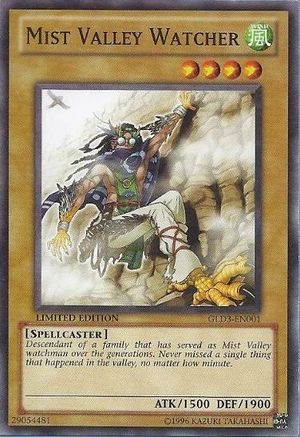 MIST VALLEY WATCHER
WIND
風
LIMITED EDITION
GLD3-EN001
[SPELLCASTER]
Descendant of a family that has served as Mist Valley
watchman over the generations. Never missed a single thing
that happened in the valley, no matter how minute.
ATK/1500 DEF/1900
29054481
©1996 KAZUKI TAKAHASHI